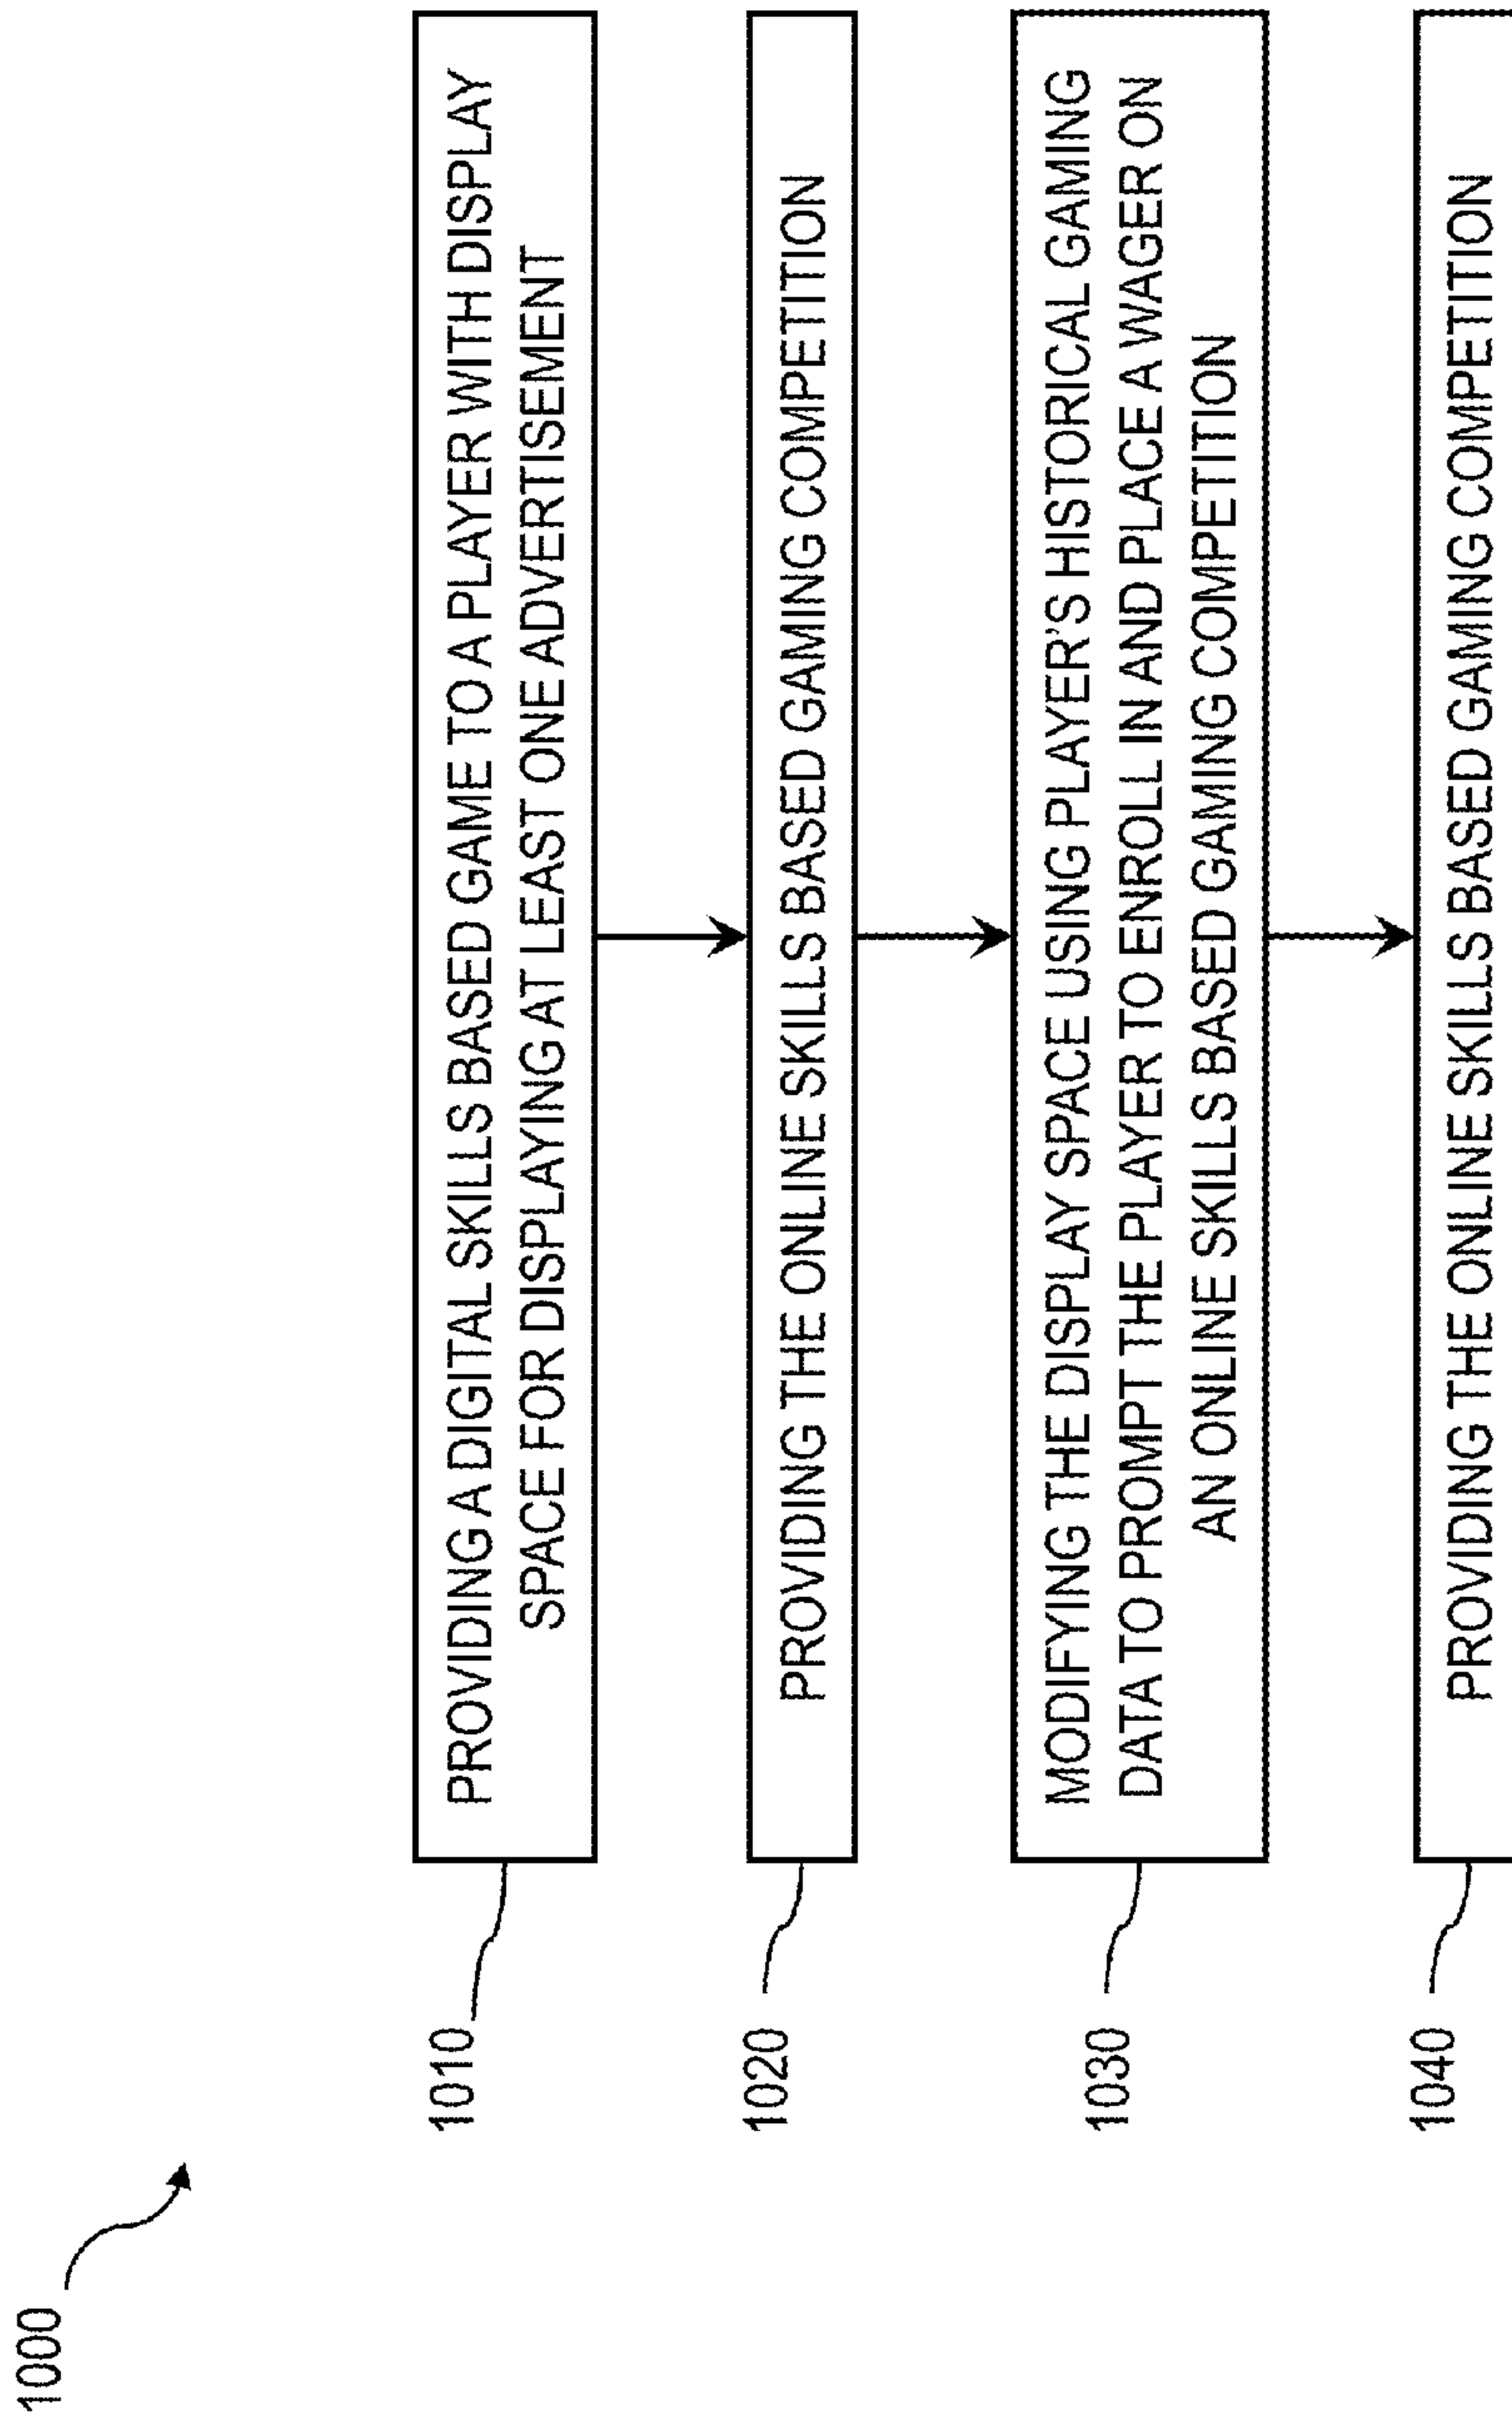 1000
1010
PROVIDING A DIGITAL SKILLS BASED GAME TO A PLAYER WITH DISPLAY
SPACE FOR DISPLAYING AT LEAST ONE ADVERTISEMENT
1020
PROVIDING THE ONLINE SKILLS BASED GAMING COMPETITION
1030
MODIFYING THE DISPLAY SPACE USING PLAYER'S HISTORICAL GAMING
DATA TO PROMPT THE PLAYER TO ENROLL IN AND PLACE A WAGER ON
AN ONLINE SKILLS BASED GAMING COMPETITION
1040
PROVIDING THE ONLINE SKILLS BASED GAMING COMPETITION